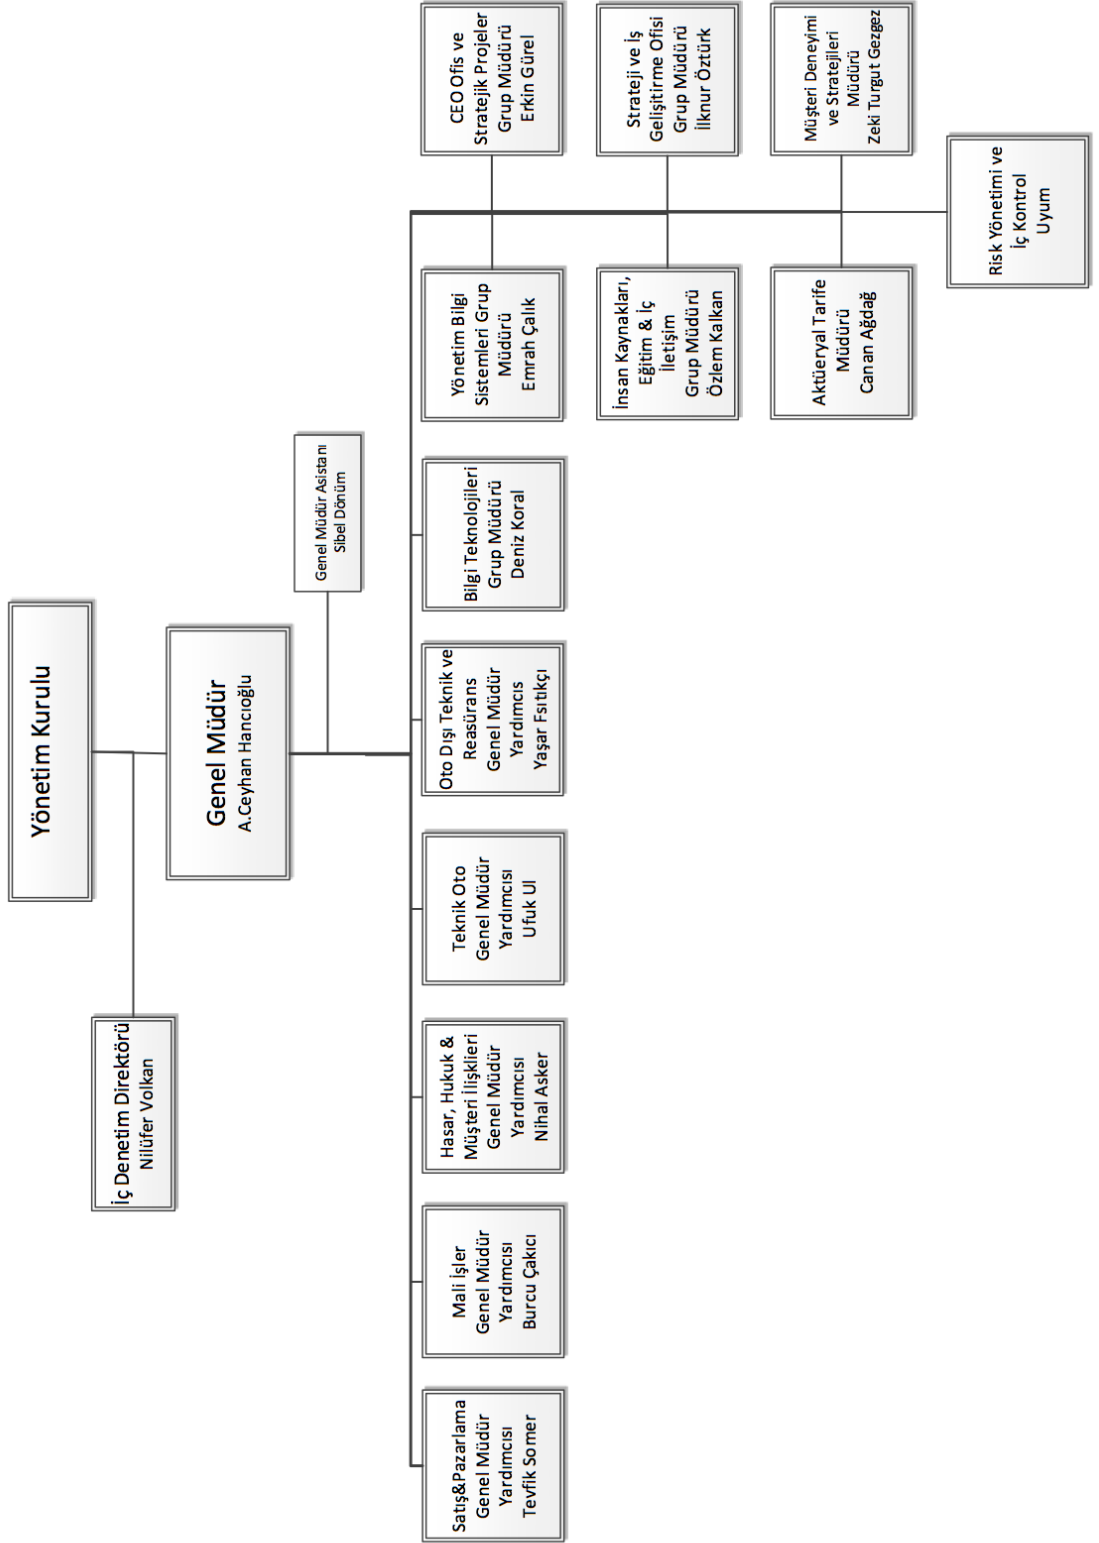 Yönetim Kurulu
İç Denetim Direktörü
Nilüfer Volkan
Genel Müdür
A.Ceyhan Hancıoğlu
Genel Müdür Asistanı
Sibel Dönüm
Satış&Pazarlama
Genel Müdür
Yardımcısı
Tevfik Somer
Mali İşler
Genel Müdür
Yardımcısı
Burcu Çakıcı
Hasar, Hukuk &
Müşteri İlişklieri
Genel Müdür
Yardımcısı
Nihal Asker
Teknik Oto
Genel Müdür
Yardımcısı
Ufuk Ul
Oto Dışı Teknik ve
Reasürans
Genel Müdür
Yardımcıs
Yaşar Fsıtıkçı
Bilgi Teknolojileri
Grup Müdürü
Deniz Koral
Yönetim Bilgi
Sistemleri Grup
Müdürü
Emrah Çalık
CEO Ofis ve
Stratejik Projeler
Grup Müdürü
Erkin Gürel
İnsan Kaynakları,
Eğitim & İç
İletişim
Grup Müdürü
Özlem Kalkan
Strateji ve İş
Gelişitirme Ofisi
Grup Müdürü
İlknur Öztürk
Aktüeryal Tarife
Müdürü
Canan Ağdağ
Müşteri Deneyimi
ve Stratejileri
Müdürü
Zeki Turgut Gezgez
Risk Yönetimi ve
İç Kontrol
Uyum